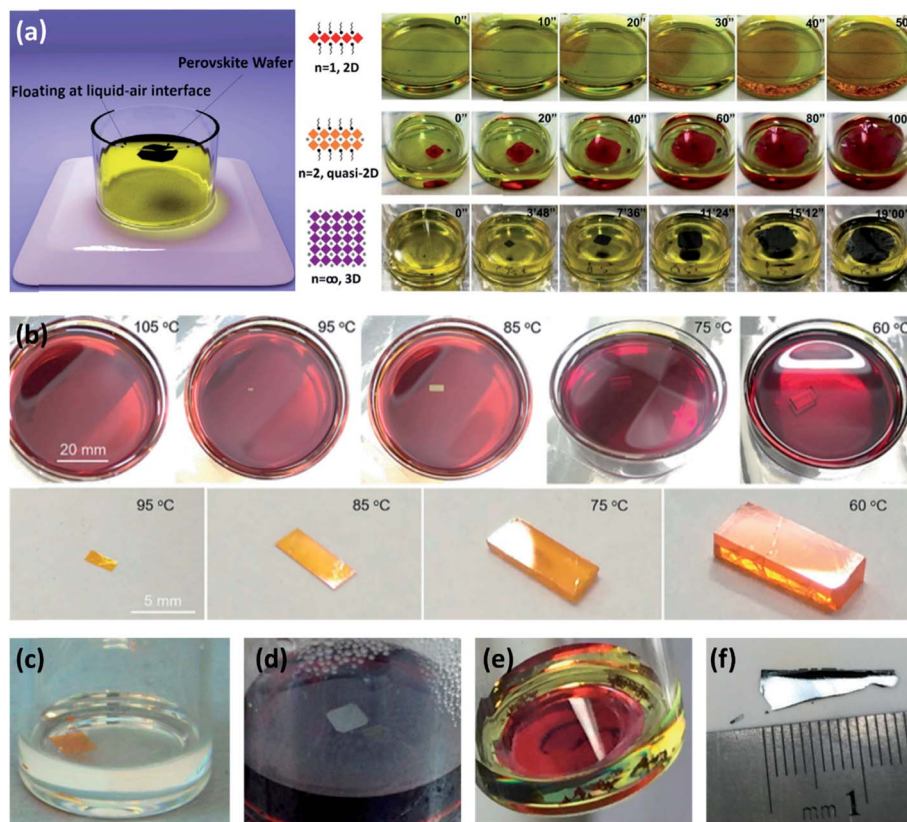 (a)
Perovskite Wafer
Floating at liquid-air interface
n=1, 2D
0" 10" 20" 30" 40" 50
n=2, quasi-2D
0" 20" 40" 60" 80" 100
n=∞, 3D
0" 3'48" 7'36" 11'24" 15'12" 19'00"
(b)
105 °C 95 °C 85 °C 75 °C 60 °C
20 mm
95 °C 85 °C 75 °C 60 °C
5 mm
(c) (d) (e) (f)
mm 1